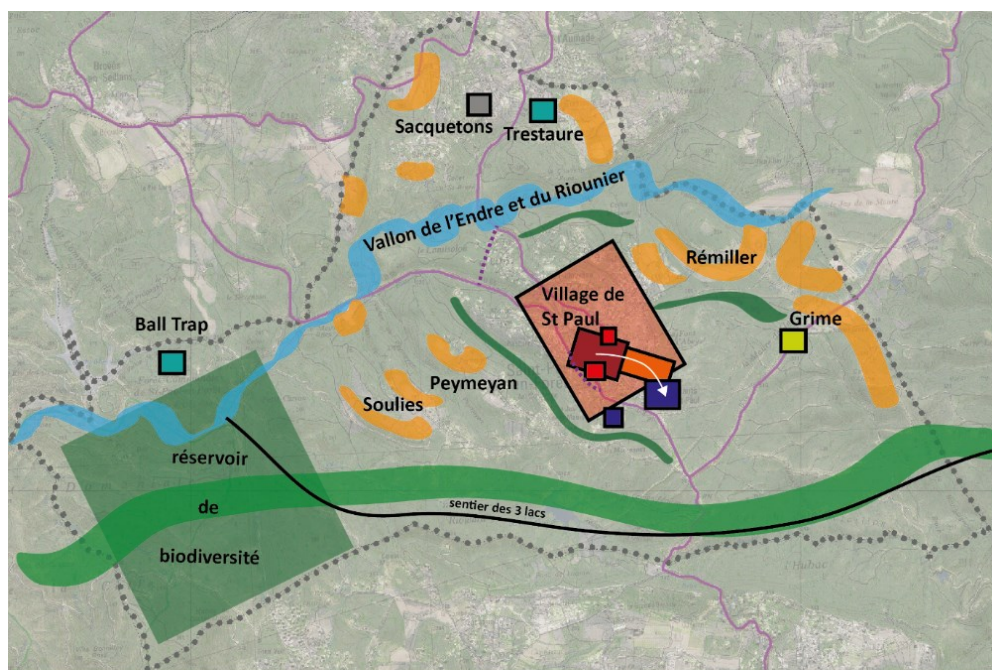 Sacquetons
Trestaure
Vallon de l'Endre et du Riounier
Rémiller
Village de
St Paul
Grime
Ball Trap
Peymeyan
Soulies
réservoir
de
biodiversité
sentier des 3 lacs
l'Hubac